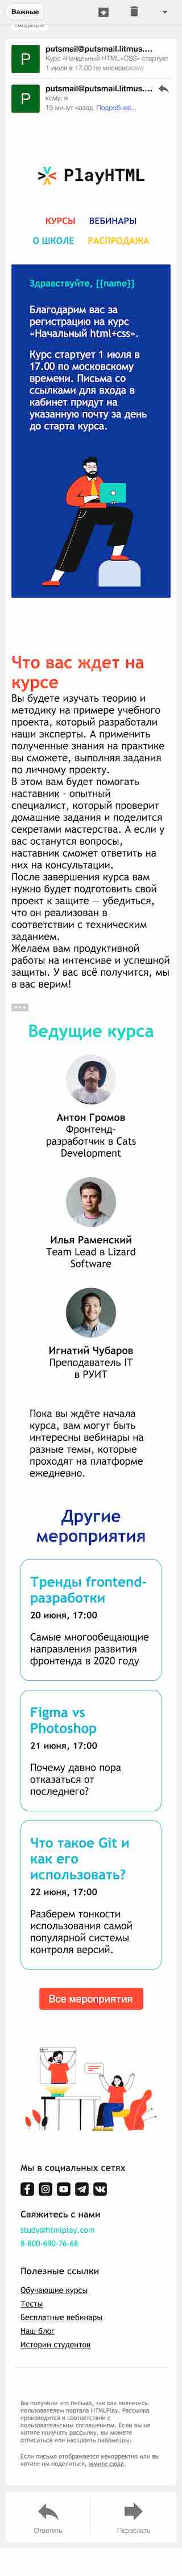 Важные
Входящие
P
putsmail@putsmail.litmus....
Курс «Начальный HTML+CSS» стартует
1 июля в 17.00 по московскому
P
putsmail@putsmail.litmus....
кому: я
15 минут назад Подробнее...
PlayHTML
КУРСЫ ВЕБИНАРЫ
О ШКОЛЕ РАСПРОДАЖА
Здравствуйте, {{name}}
Благодарим вас за
регистрацию на курс
«Начальный html+css».
Курс стартует 1 июля в
17.00 по московскому
времени. Письма со
ссылками для входа в
кабинет придут на
указанную почту за день
до старта курса.
Что вас ждет на
курсе
Вы будете изучать теорию и
методику на примере учебного
проекта, который разработали
наши эксперты. А применить
полученные знания на практике
вы сможете, выполняя задания
по личному проекту.
В этом вам будет помогать
наставник - опытный
специалист, который проверит
домашние задания и поделится
секретами мастерства. А если у
вас останутся вопросы,
наставник сможет ответить на
них на консультации.
После завершения курса вам
нужно будет подготовить свой
проект к защите — убедиться,
что он реализован в
соответствии с техническим
заданием.
Желаем вам продуктивной
работы на интенсиве и успешной
защиты. У вас всё получится, мы
в вас верим!
Ведущие курса
Антон Громов
Фронтенд-
разработчик в Cats
Development
Илья Раменский
Team Lead в Lizard
Software
Игнатий Чубаров
Преподаватель IT
в РУИТ
Пока вы ждёте начала
курса, вам могут быть
интересны вебинары на
разные темы, которые
проходят на платформе
ежедневно.
Другие
мероприятия
Тренды frontend-
разработки
20 июня, 17:00
Самые многообещающие
направления развития
фронтенда в 2020 году
Figma vs
Photoshop
21 июня, 17:00
Почему давно пора
отказаться от
последнего?
Что такое Git и
как его
использовать?
22 июня, 17:00
Разберем тонкости
использования самой
популярной системы
контроля версий.
Все мероприятия
Мы в социальных сетях
Свяжитесь с нами
study@htmlplay.com
8-800-690-76-68
Полезные ссылки
Обучающие курсы
Тесты
Бесплатные вебинары
Наш блог
Истории студентов
Вы получили это письмо, так как являетесь
пользователем портала HTMLPlay. Рассылка
производится в соответствии с
пользовательским соглашением. Если вы не
хотите получать рассылку, вы можете
отписаться или настроить параметры.
Если письмо отображается некорректно или вы
хотите им поделиться, жмите сюда.
Ответить Переслать